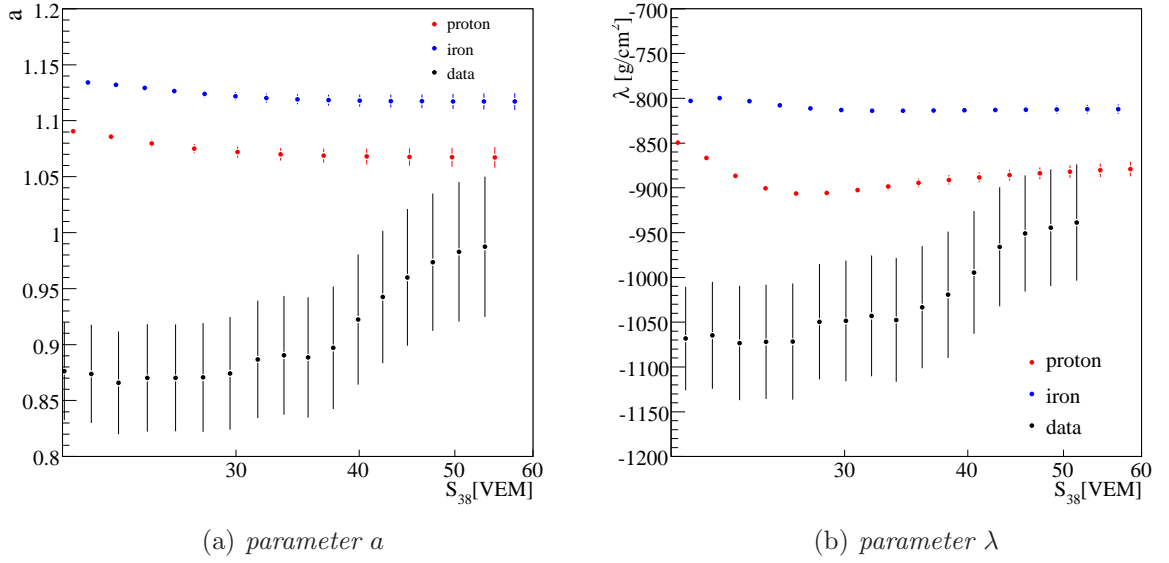 a
1.2
1.15
1.1
1.05
1
0.95
0.9
0.85
0.8
proton
iron
data
30 40 50 60
S38[VEM]
(a) parameter a
λ [g/cm2]
-700
-750
-800
-850
-900
-950
-1000
-1050
-1100
-1150
-1200
proton
iron
data
30 40 50 60
S38[VEM]
(b) parameter λ